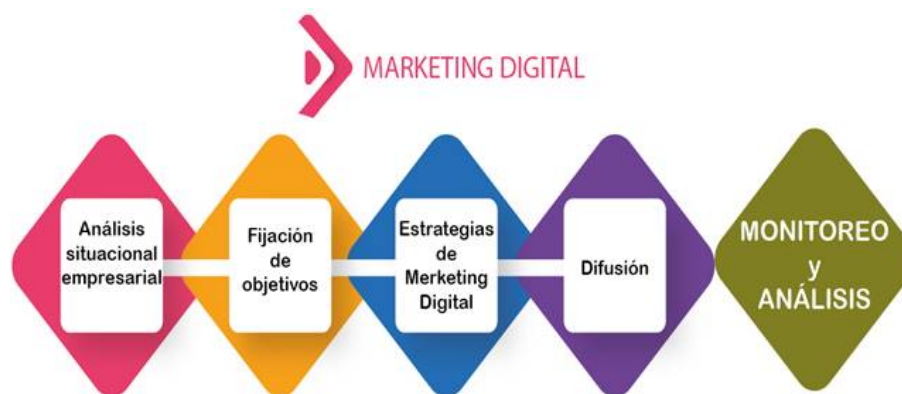 MARKETING DIGITAL
Análisis
situacional
empresarial
Fijación
de
objetivos
Estrategias
de
Merketing
Digital
Difusión
MONITOREO
y
ANÁLISIS